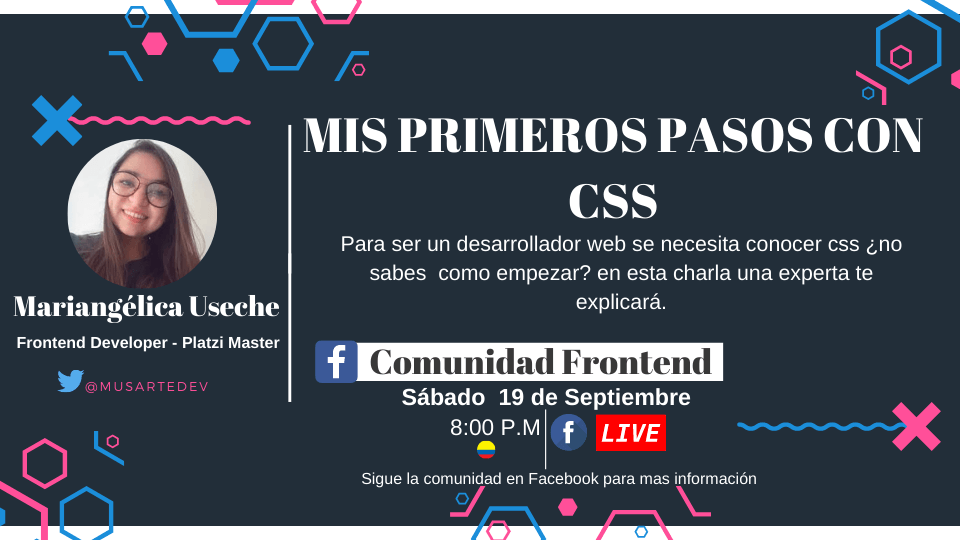 MIS PRIMEROS PASOS CON
CSS
Para ser un desarrollador web se necesita conocer css ¿no
sabes como empezar? en esta charla una experta te
explicará.
Mariangélica Useche
Frontend Developer - Platzi Master
@MUSARTEDEV
Comunidad Frontend
Sábado 19 de Septiembre
8:00 P.M
LIVE
Sigue la comunidad en Facebook para mas información